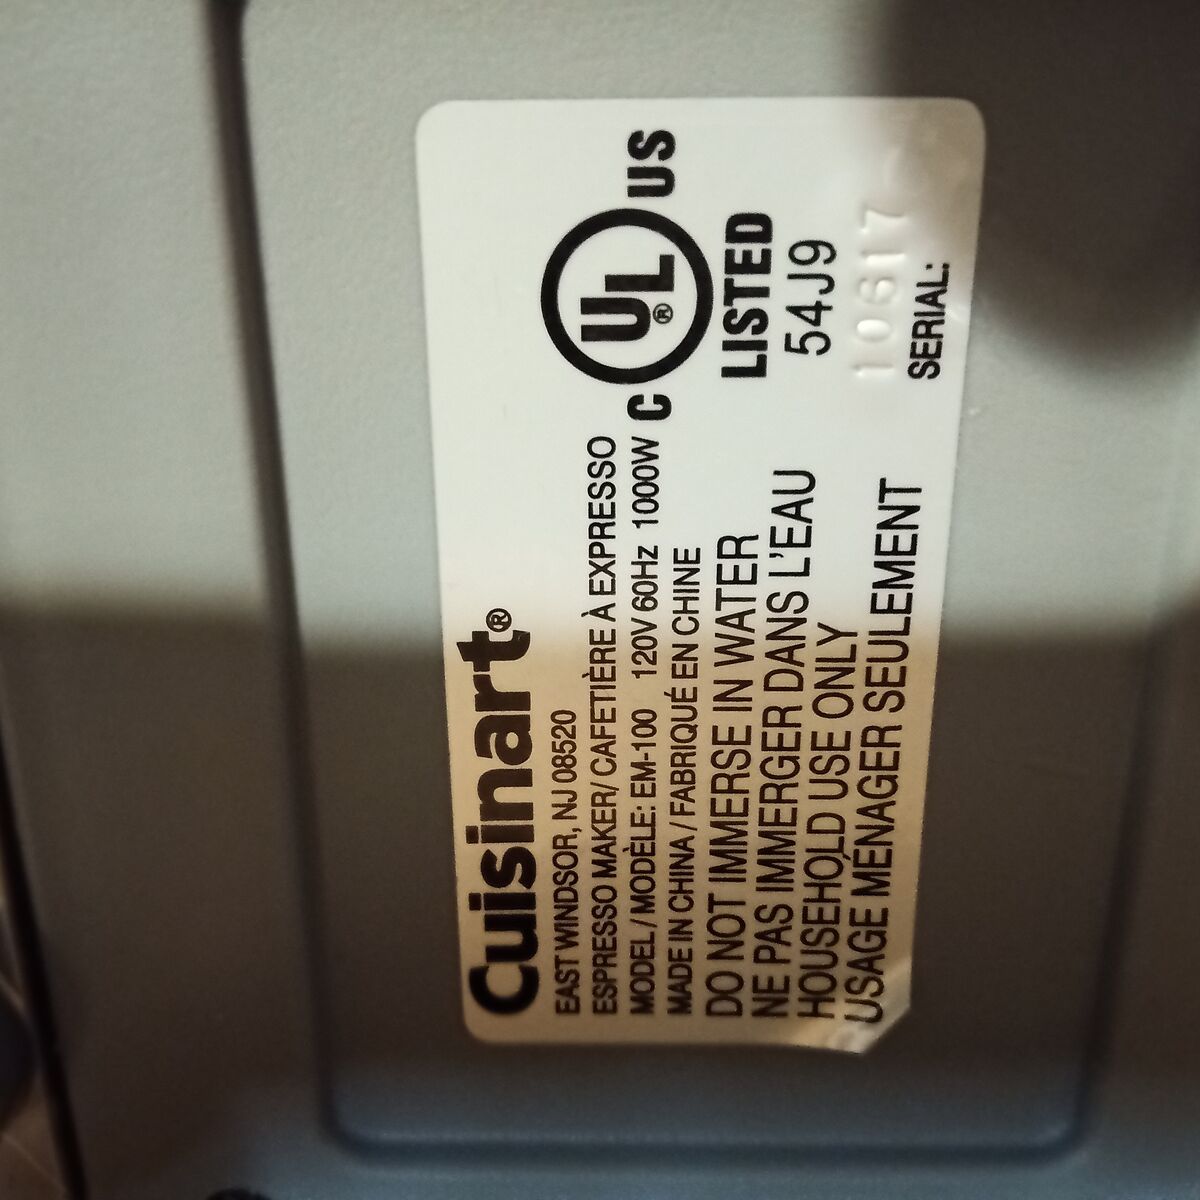 Cuisinart®
EAST WINDSOR, NJ 08520
ESPRESSO MAKER/ CAFETIÈRE À EXPRESSO
MODEL / MODÈLE: EM-100 120V 60Hz 1000W
MADE IN CHINA / FABRIQUÉ EN CHINE
DO NOT IMMERSE IN WATER
NE PAS IMMERGER DANS L'EAU
HOUSEHOLD USE ONLY
USAGE MÉNAGER SEULEMENT
C UL® US
LISTED
54J9
10617
SERIAL: